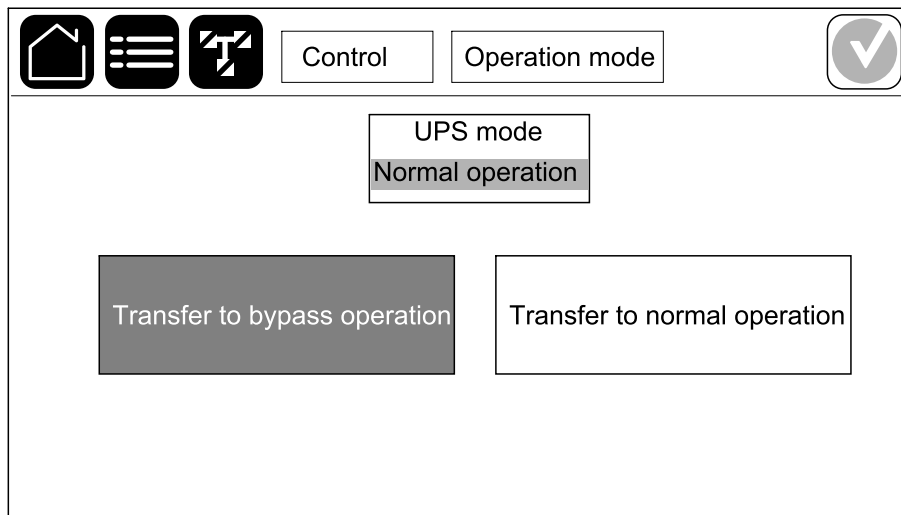 Control
Operation mode
UPS mode
Normal operation
Transfer to bypass operation
Transfer to normal operation